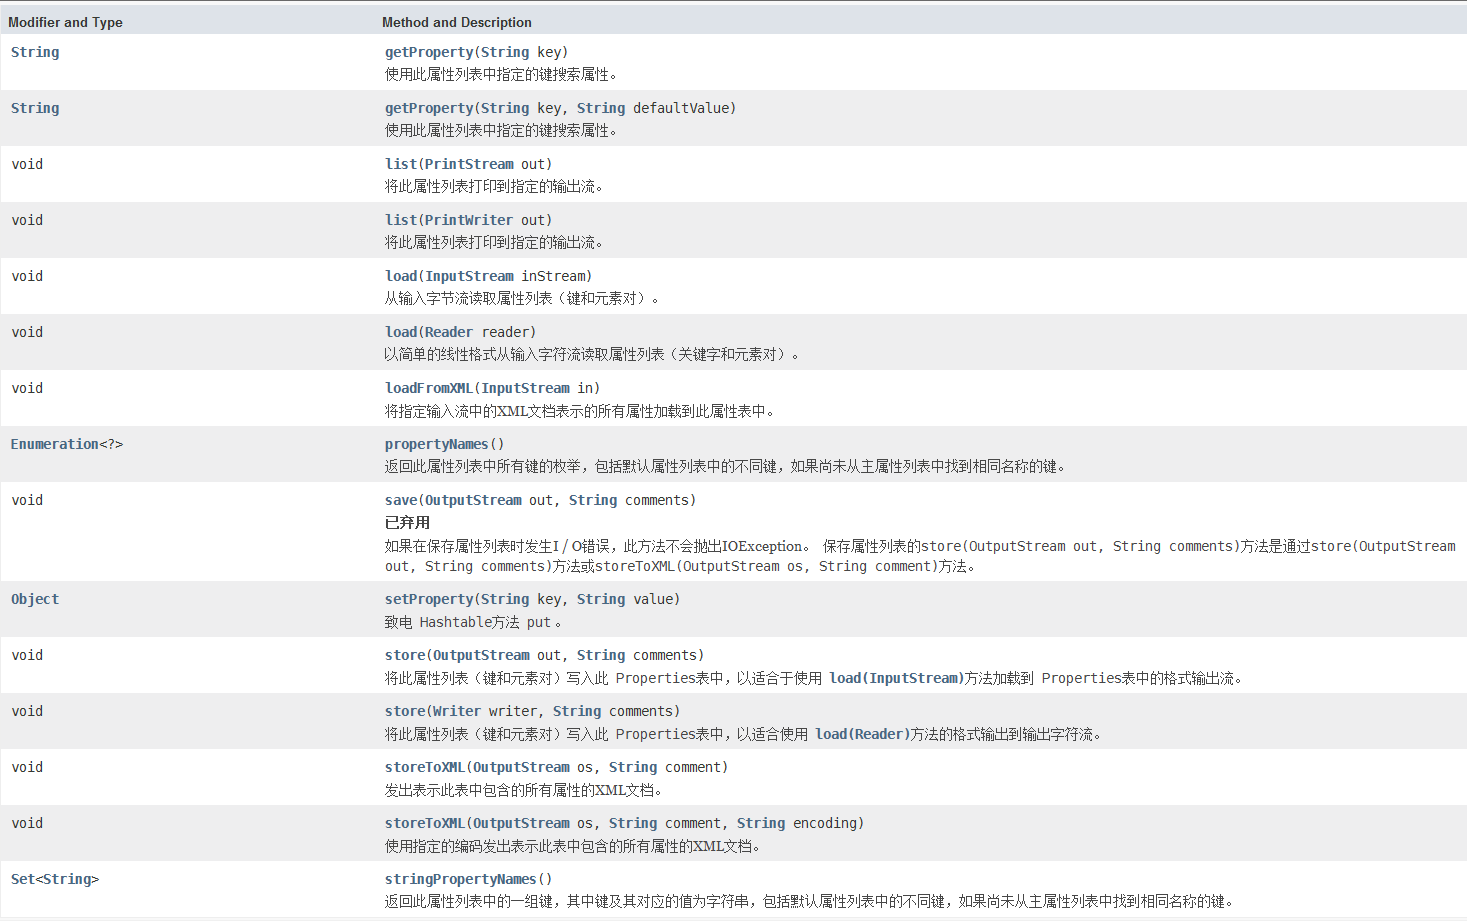 Modifier and Type Method and Description
String getProperty(String key)
使用此属性列表中指定的键搜索属性。
String getProperty(String key, String defaultValue)
使用此属性列表中指定的键搜索属性。
void list(PrintStream out)
将此属性列表打印到指定的输出流。
void list(PrintWriter out)
将此属性列表打印到指定的输出流。
void load(InputStream inStream)
从输入字节流读取属性列表（键和元素对）。
void load(Reader reader)
以简单的线性格式从输入字符流读取属性列表（关键字和元素对）。
void loadFromXML(InputStream in)
将指定输入流中的XML文档表示的所有属性加载到此属性表中。
Enumeration<?> propertyNames()
返回此属性列表中所有键的枚举，包括默认属性列表中的不同键，如果尚未从主属性列表中找到相同名称的键。
void save(OutputStream out, String comments)
已弃用
如果在保存属性列表时发生I / O错误，此方法不会抛出IOException。 保存属性列表的store(OutputStream out, String comments)方法是通过store(OutputStream
out, String comments)方法或storeToXML(OutputStream os, String comment)方法。
Object setProperty(String key, String value)
致电 Hashtable方法 put 。
void store(OutputStream out, String comments)
将此属性列表（键和元素对）写入此 Properties表中，以适合于使用 load(InputStream)方法加载到 Properties表中的格式输出流。
void store(Writer writer, String comments)
将此属性列表（键和元素对）写入此 Properties表中，以适合使用 load(Reader)方法的格式输出到输出字符流。
void storeToXML(OutputStream os, String comment)
发出表示此表中包含的所有属性的XML文档。
void storeToXML(OutputStream os, String comment, String encoding)
使用指定的编码发出表示此表中包含的所有属性的XML文档。
Set<String> stringPropertyNames()
返回此属性列表中的一组键，其中键及其对应的值为字符串，包括默认属性列表中的不同键，如果尚未从主属性列表中找到相同名称的键。